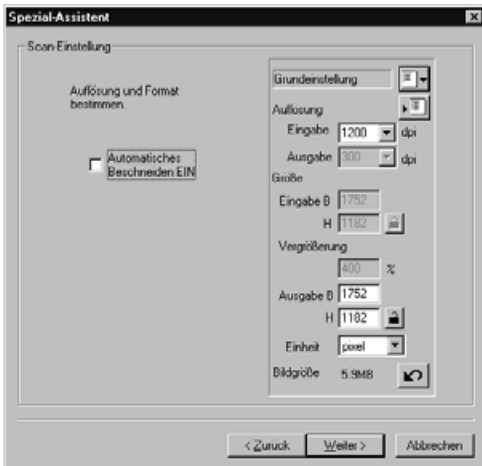 Spezial-Assistent
Scan-Einstellung
Auflösung und Format
bestimmen.
Automatisches
Beschneiden EIN
Grundeinstellung
Auflösung
Eingabe 1200 dpi
Ausgabe 300 dpi
Größe
Eingabe B 1752
H 1182
Vergrößerung
400 %
Ausgabe B 1752
H 1182
Einheit pixel
Bildgröße 5.9MB
< Zurück Weiter > Abbrechen